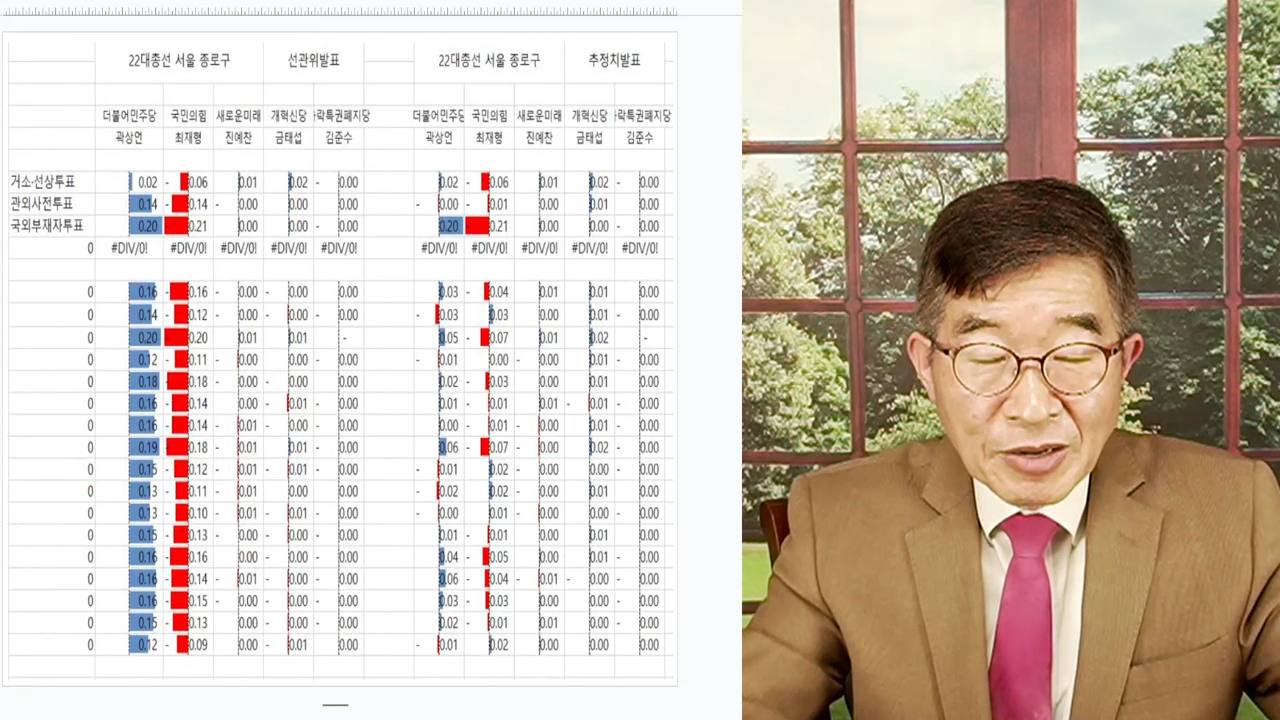 22대총선 서울 종로구 선관위발표 22대총선 서울 종로구 추정치발표
더불어민주당 국민의힘 새로운미래 개혁신당 락특권폐지당 더불어민주당 국민의힘 새로운미래 개혁신당 락특권폐지당
곽상언 최재형 진예찬 금태섭 김준수 곽상언 최재형 진예찬 금태섭 김준수
거소·선상투표 0.02 - 0.06 0.01 0.02 - 0.00 0.02 - 0.06 0.01 0.02 - 0.00
관외사전투표 0.14 - 0.14 - 0.00 0.00 - 0.00 - 0.00 - 0.01 0.00 0.01 - 0.00
국외부재자투표 0.20 0.21 0.00 0.00 - 0.00 0.20 0.21 0.00 0.00 - 0.00
0 #DIV/0! #DIV/0! #DIV/0! #DIV/0! #DIV/0! #DIV/0! #DIV/0! #DIV/0! #DIV/0! #DIV/0!
0 0.16 - 0.16 - 0.00 - 0.00 - 0.00 0.03 - 0.04 0.01 0.01 - 0.00
0 0.14 - 0.12 - 0.00 - 0.00 - 0.00 - 0.03 0.03 0.00 0.01 - 0.00
0 0.20 0.20 0.01 0.01 - 0.05 - 0.07 0.01 0.02 -
0 0.12 - 0.11 - 0.00 0.00 - 0.00 - 0.01 0.00 0.00 0.01 - 0.00
0 0.18 - 0.18 - 0.00 0.00 - 0.00 0.02 - 0.03 0.00 0.01 - 0.00
0 0.16 - 0.14 - 0.00 - 0.01 - 0.00 0.01 - 0.01 0.01 - 0.01 - 0.00
0 0.16 - 0.14 - 0.01 - 0.00 - 0.00 0.00 - 0.01 - 0.00 0.01 - 0.00
0 0.19 - 0.18 - 0.01 0.01 - 0.00 0.06 - 0.07 - 0.00 0.02 - 0.00
0 0.15 - 0.12 - 0.01 - 0.01 - 0.00 - 0.01 0.02 - 0.00 0.00 - 0.00
0 0.13 - 0.11 - 0.01 0.00 - 0.00 - 0.02 0.02 - 0.00 0.01 - 0.00
0 0.13 - 0.10 - 0.01 - 0.01 - 0.00 - 0.00 0.01 - 0.00 0.00 - 0.00
0 0.15 - 0.13 - 0.00 - 0.00 - 0.00 0.01 - 0.01 0.00 0.00 - 0.00
0 0.16 - 0.16 - 0.00 0.00 - 0.00 0.04 - 0.05 0.00 0.01 - 0.00
0 0.16 - 0.14 - 0.01 - 0.00 - 0.00 0.06 - 0.04 - 0.01 - 0.00 - 0.00
0 0.16 - 0.15 - 0.00 - 0.00 - 0.00 0.03 - 0.03 0.00 0.00 - 0.00
0 0.15 - 0.13 - 0.00 - 0.00 - 0.00 0.02 - 0.01 0.01 0.00 - 0.00
0 0.12 - 0.09 - 0.00 - 0.01 - 0.00 - 0.01 0.02 0.00 0.00 - 0.00